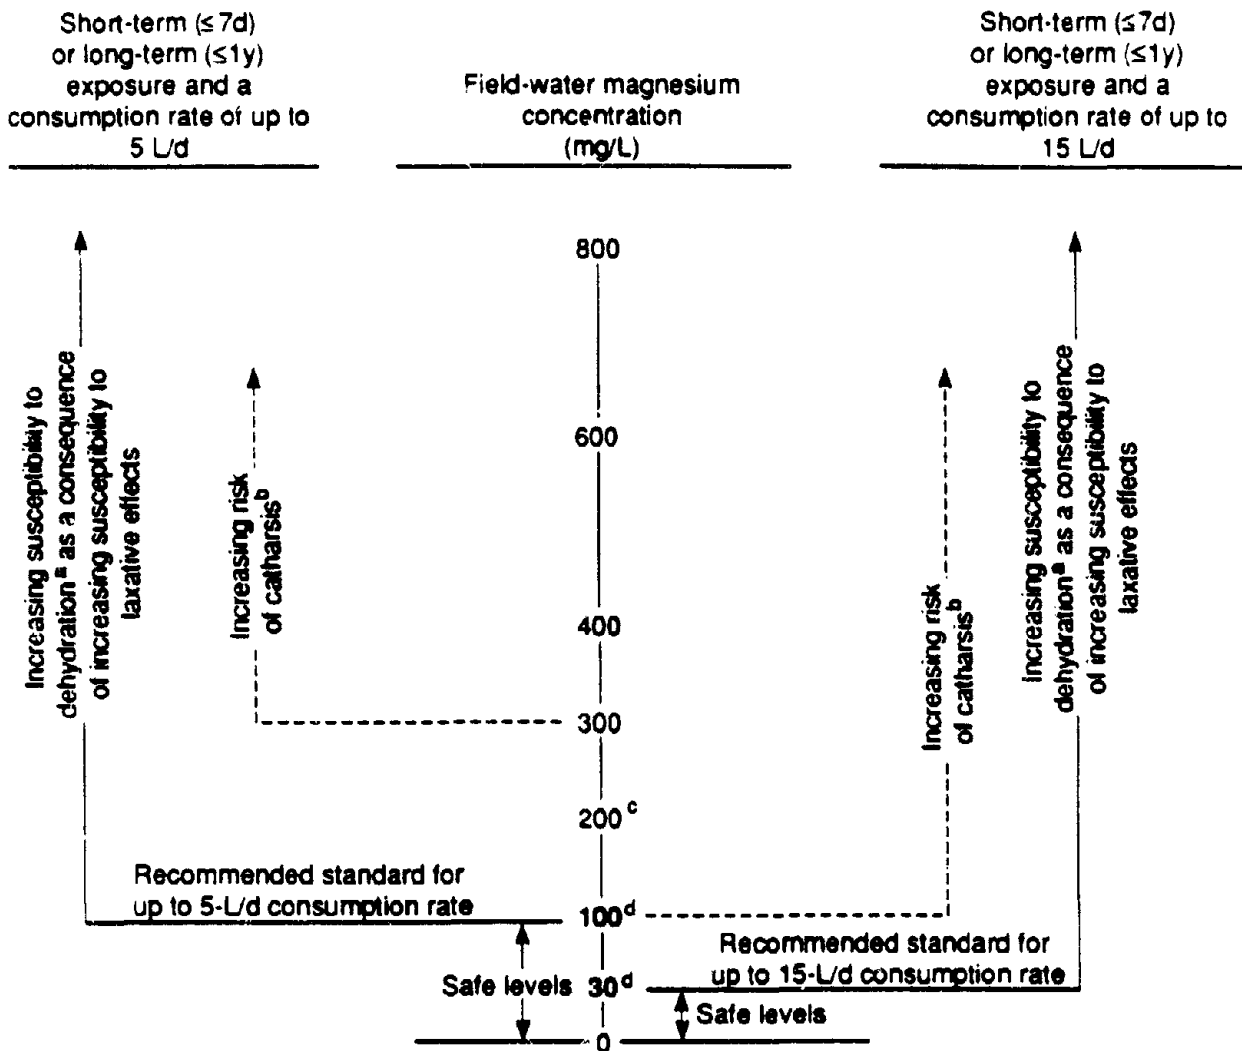 Short-term (≤7d)
or long-term (≤1y)
exposure and a
consumption rate of up to
5 L/d
Field-water magnesium
concentration
(mg/L)
Short-term (≤7d)
or long-term (≤1y)
exposure and a
consumption rate of up to
15 L/d
Increasing susceptibility to
dehydrationᵃ as a consequence
of increasing susceptibility to
laxative effects
Increasing risk
of catharsisᵇ
800
600
400
300
200ᶜ
100ᵈ
30ᵈ
0
Increasing risk
of catharsisᵇ
Increasing susceptibility to
dehydrationᵃ as a consequence
of increasing susceptibility to
laxative effects
Recommended standard for
up to 5-L/d consumption rate
Recommended standard for
up to 15-L/d consumption rate
Safe levels
Safe levels